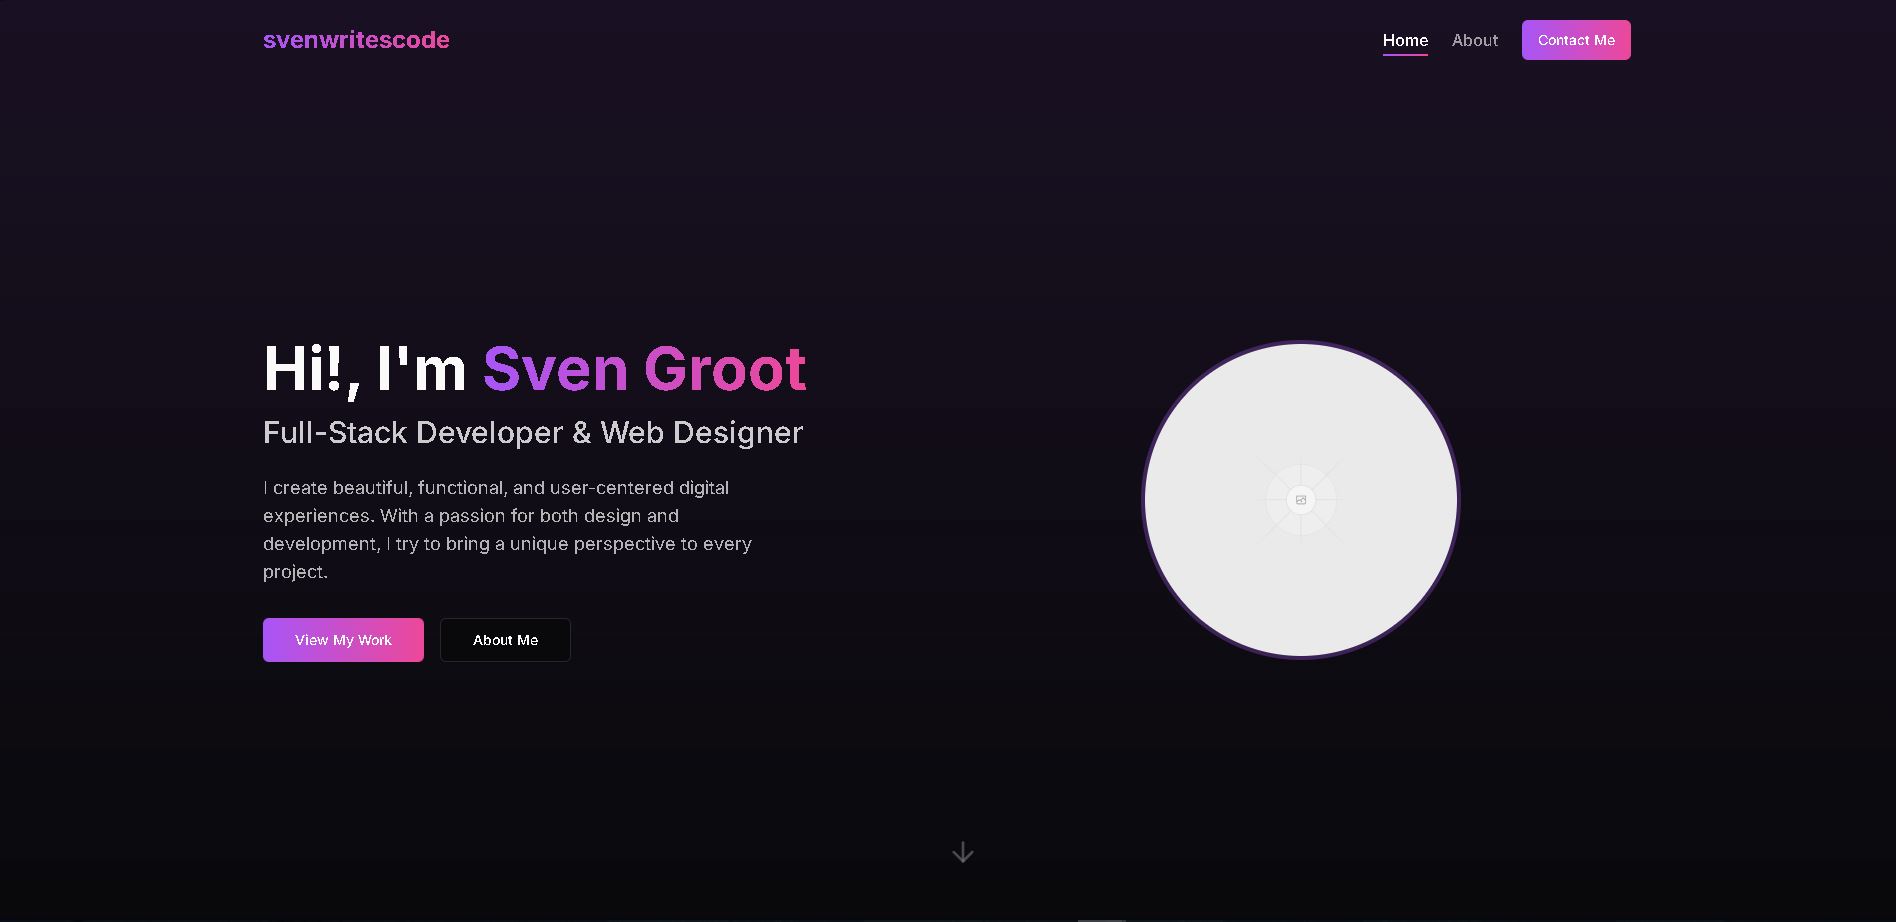 svenwritescode
Home
About
Contact Me
Hi!, I'm Sven Groot
Full-Stack Developer & Web Designer
I create beautiful, functional, and user-centered digital
experiences. With a passion for both design and
development, I try to bring a unique perspective to every
project.
View My Work
About Me